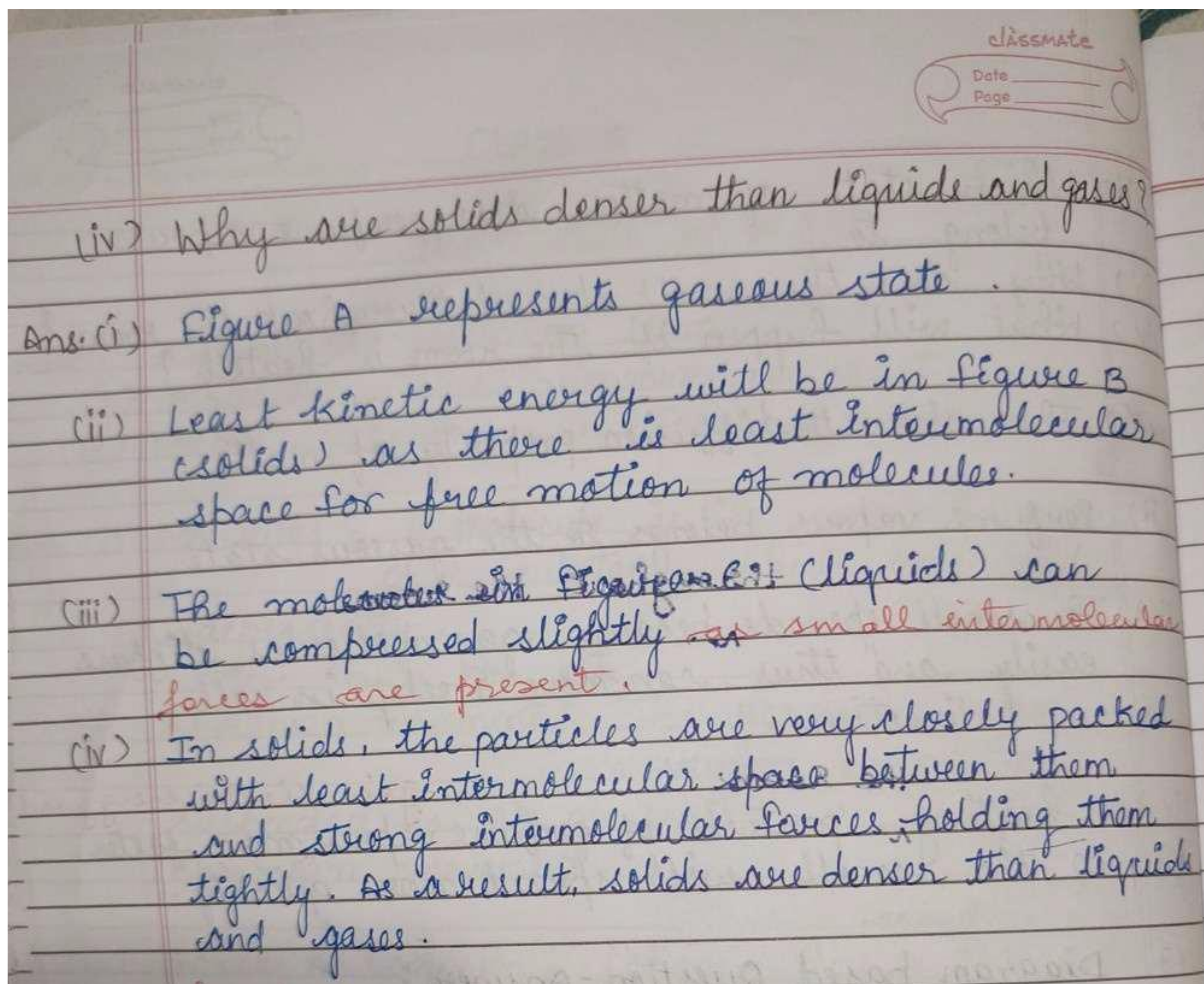 classmate
Date
Page
(iv) Why are solids denser than liquids and gases?
Ans. (i) Figure A represents gaseous state.
(ii) Least kinetic energy will be in figure B
(solids) as there is least intermolecular
space for free motion of molecules.
(iii) The (liquids) can
be compressed slightly as small intermolecular
forces are present.
(iv) In solids, the particles are very closely packed
with least intermolecular space between them
and strong intermolecular forces holding them
tightly. As a result, solids are denser than liquids
and gases.